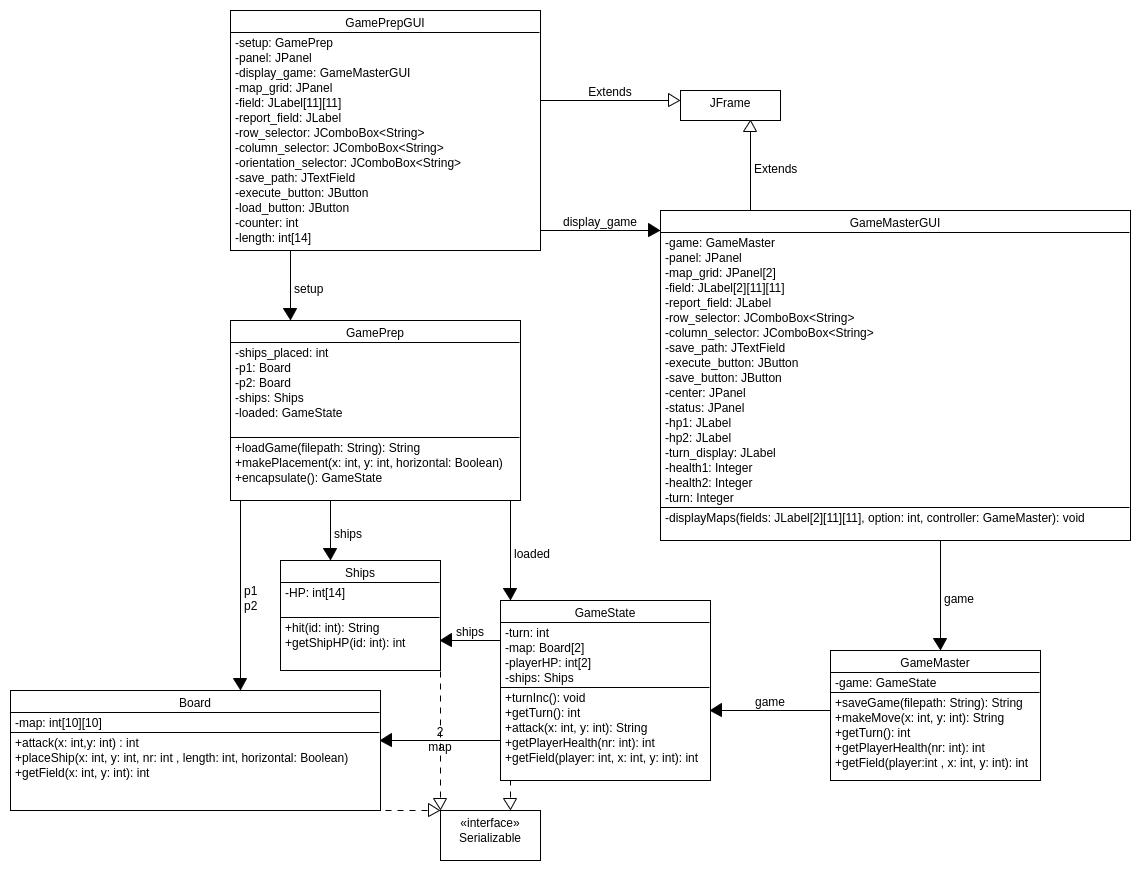 GamePrepGUI
-setup: GamePrep
-panel: JPanel
-display_game: GameMasterGUI
-map_grid: JPanel
-field: JLabel[11][11]
-report_field: JLabel
-row_selector: JComboBox<String>
-column_selector: JComboBox<String>
-orientation_selector: JComboBox<String>
-save_path: JTextField
-execute_button: JButton
-load_button: JButton
-counter: int
-length: int[14]
Extends
JFrame
Extends
display_game
setup
GameMasterGUI
-game: GameMaster
-panel: JPanel
-map_grid: JPanel[2]
-field: JLabel[2][11][11]
-report_field: JLabel
-row_selector: JComboBox<String>
-column_selector: JComboBox<String>
-save_path: JTextField
-execute_button: JButton
-save_button: JButton
-center: JPanel
-status: JPanel
-hp1: JLabel
-hp2: JLabel
-turn_display: JLabel
-health1: Integer
-health2: Integer
-turn: Integer
-displayMaps(fields: JLabel[2][11][11], option: int, controller: GameMaster): void
GamePrep
-ships_placed: int
-p1: Board
-p2: Board
-ships: Ships
-loaded: GameState
+loadGame(filepath: String): String
+makePlacement(x: int, y: int, horizontal: Boolean)
+encapsulate(): GameState
ships
loaded
p1
p2
game
Ships
-HP: int[14]
+hit(id: int): String
+getShipHP(id: int): int
ships
GameState
-turn: int
-map: Board[2]
-playerHP: int[2]
-ships: Ships
+turnInc(): void
+getTurn(): int
+attack(x: int, y: int): String
+getPlayerHealth(nr: int): int
+getField(player: int, x: int, y: int): int
game
GameMaster
-game: GameState
+saveGame(filepath: String): String
+makeMove(x: int, y: int): String
+getTurn(): int
+getPlayerHealth(nr: int): int
+getField(player:int , x: int, y: int): int
Board
-map: int[10][10]
+attack(x: int,y: int) : int
+placeShip(x: int, y: int, nr: int , length: int, horizontal: Boolean)
+getField(x: int, y: int): int
2
map
«interface»
Serializable